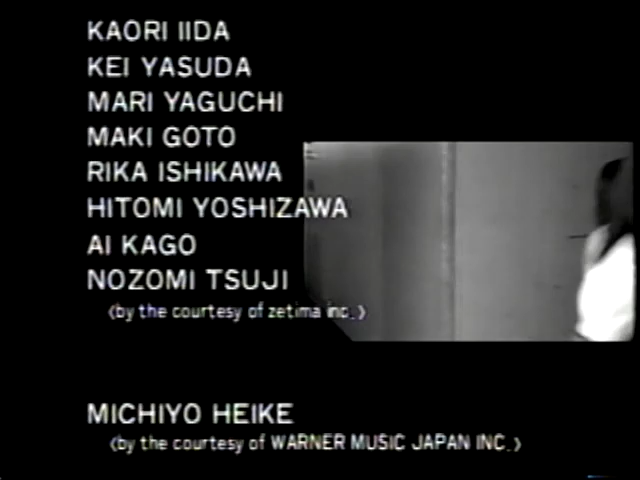 KAORI IIDA
KEI YASUDA
MARI YAGUCHI
MAKI GOTO
RIKA ISHIKAWA
HITOMI YOSHIZAWA
AI KAGO
NOZOMI TSUJI
(by the courtesy of zetima inc.)
MICHIYO HEIKE
(by the courtesy of WARNER MUSIC JAPAN INC.)